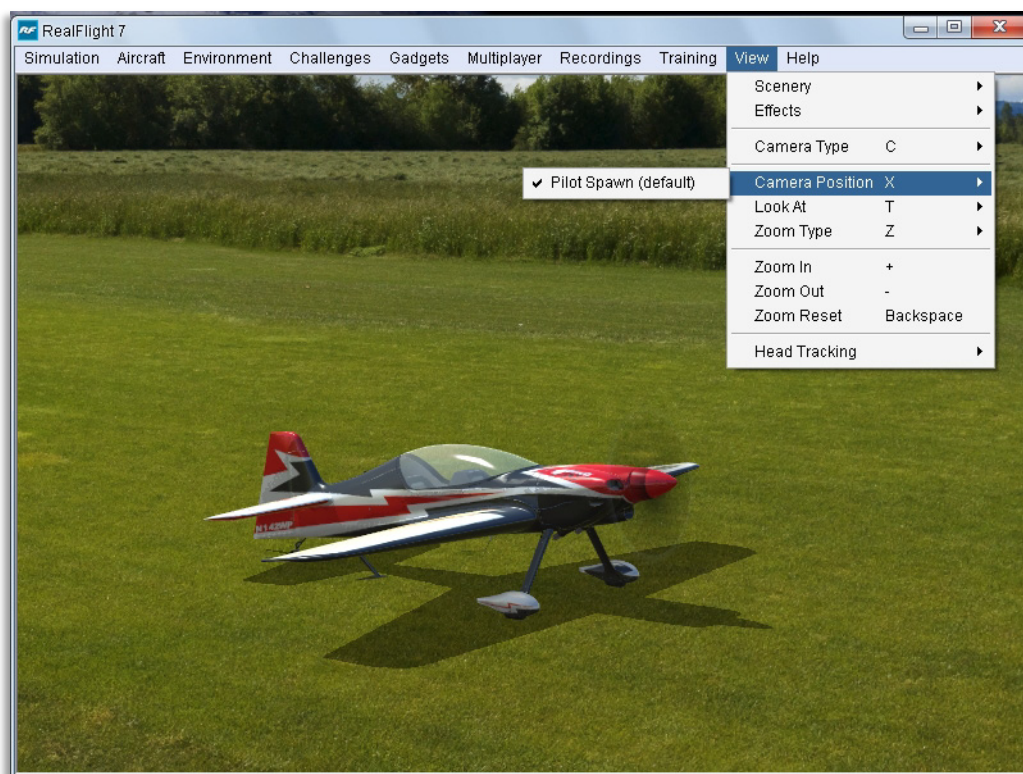 RealFlight 7
Simulation Aircraft Environment Challenges Gadgets Multiplayer Recordings Training View Help
Scenery
Effects
Camera Type C
✓ Pilot Spawn (default)
Camera Position X
Look At T
Zoom Type Z
Zoom In +
Zoom Out -
Zoom Reset Backspace
Head Tracking
N142WP